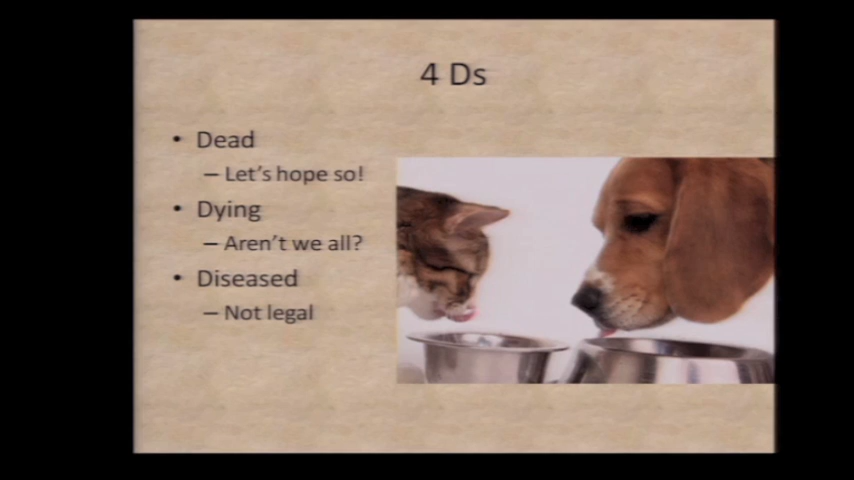 4 Ds
• Dead
– Let's hope so!
• Dying
– Aren't we all?
• Diseased
– Not legal